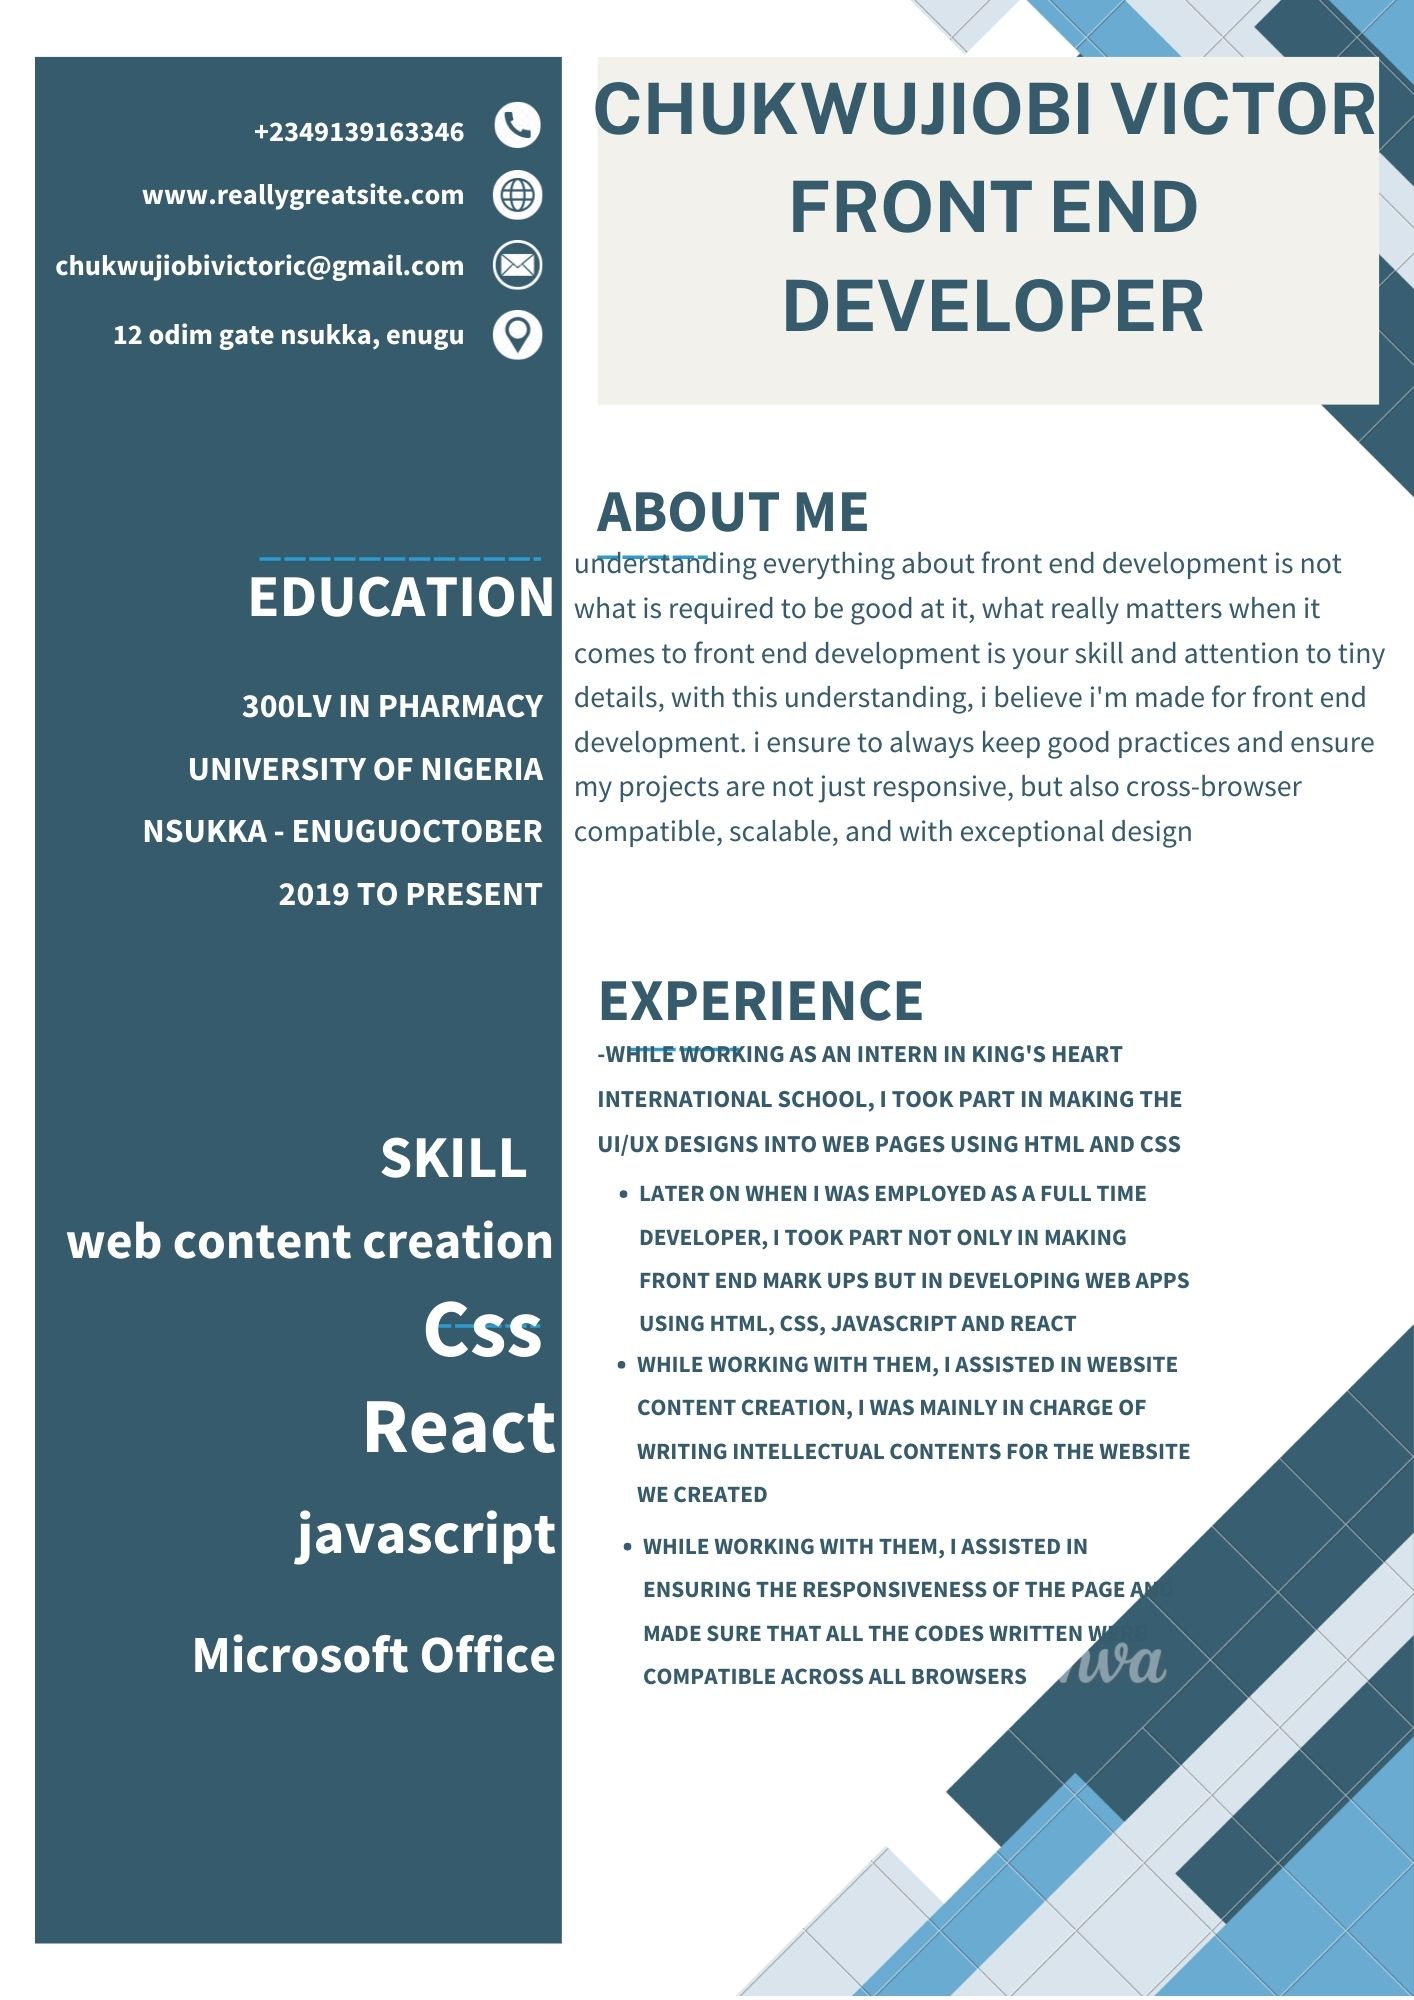 +2349139163346
www.reallygreatsite.com
chukwujiobivictoric@gmail.com
12 odim gate nsukka, enugu
EDUCATION
300LV IN PHARMACY
UNIVERSITY OF NIGERIA
NSUKKA - ENUGUOCTOBER
2019 TO PRESENT
SKILL
web content creation
Css
React
javascript
Microsoft Office
CHUKWUJIOBI VICTOR
FRONT END
DEVELOPER
ABOUT ME
understanding everything about front end development is not
what is required to be good at it, what really matters when it
comes to front end development is your skill and attention to tiny
details, with this understanding, i believe i'm made for front end
development. i ensure to always keep good practices and ensure
my projects are not just responsive, but also cross-browser
compatible, scalable, and with exceptional design
EXPERIENCE
-WHILE WORKING AS AN INTERN IN KING'S HEART
INTERNATIONAL SCHOOL, I TOOK PART IN MAKING THE
UI/UX DESIGNS INTO WEB PAGES USING HTML AND CSS
• LATER ON WHEN I WAS EMPLOYED AS A FULL TIME
DEVELOPER, I TOOK PART NOT ONLY IN MAKING
FRONT END MARK UPS BUT IN DEVELOPING WEB APPS
USING HTML, CSS, JAVASCRIPT AND REACT
• WHILE WORKING WITH THEM, I ASSISTED IN WEBSITE
CONTENT CREATION, I WAS MAINLY IN CHARGE OF
WRITING INTELLECTUAL CONTENTS FOR THE WEBSITE
WE CREATED
• WHILE WORKING WITH THEM, I ASSISTED IN
ENSURING THE RESPONSIVENESS OF THE PAGE AND
MADE SURE THAT ALL THE CODES WRITTEN WERE
COMPATIBLE ACROSS ALL BROWSERS